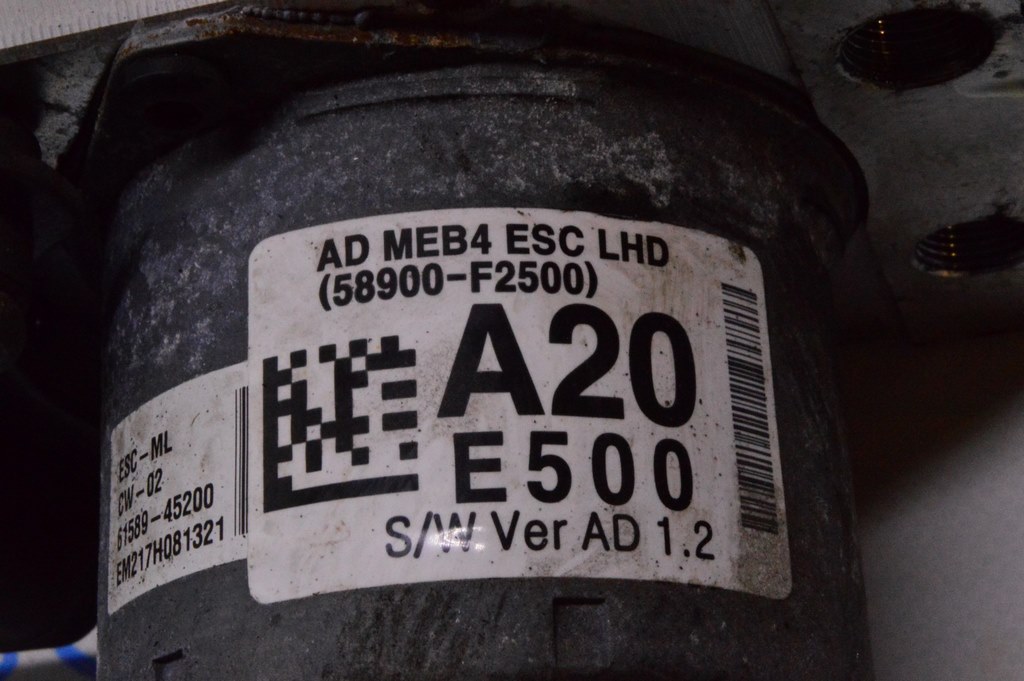 AD MEB4 ESC LHD
(58900-F2500)
A20
E500
S/W Ver AD 1.2
ESC-ML
CW-02
61589-45200
EM217H081321